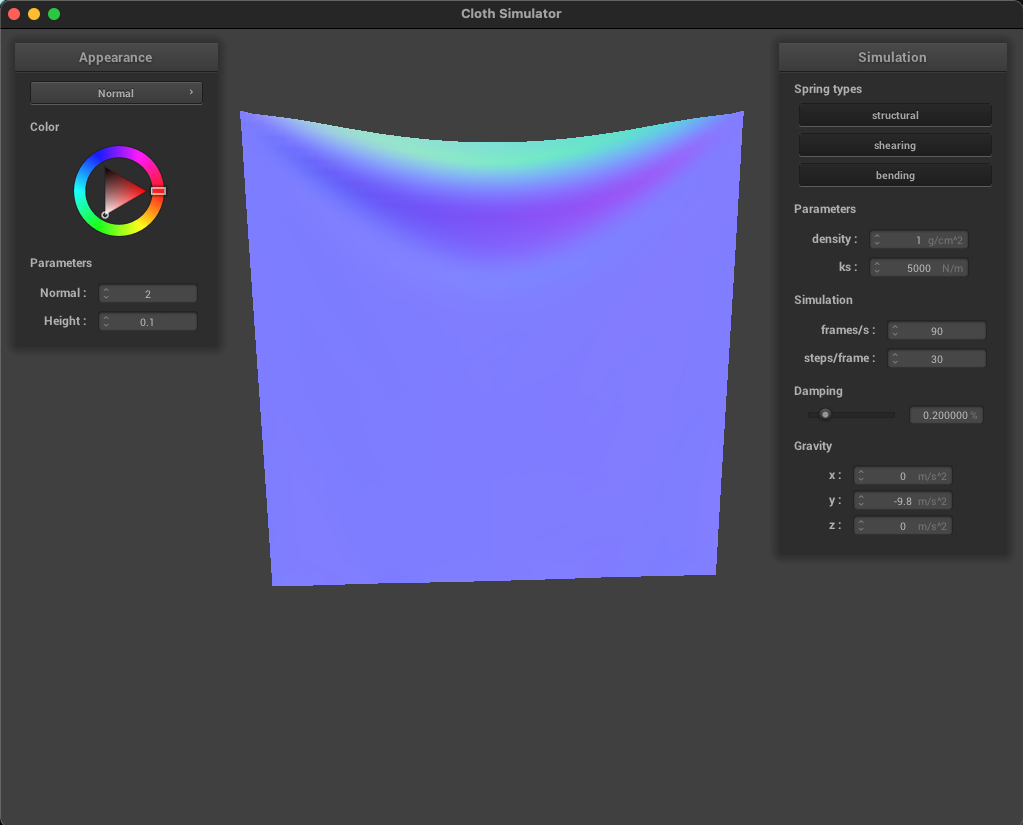 Cloth Simulator
Appearance
Normal ›
Color
Parameters
Normal : 2
Height : 0.1
Simulation
Spring types
structural
shearing
bending
Parameters
density : 1 g/cm^2
ks : 5000 N/m
Simulation
frames/s : 90
steps/frame : 30
Damping
0.200000 %
Gravity
x : 0 m/s^2
y : -9.8 m/s^2
z : 0 m/s^2